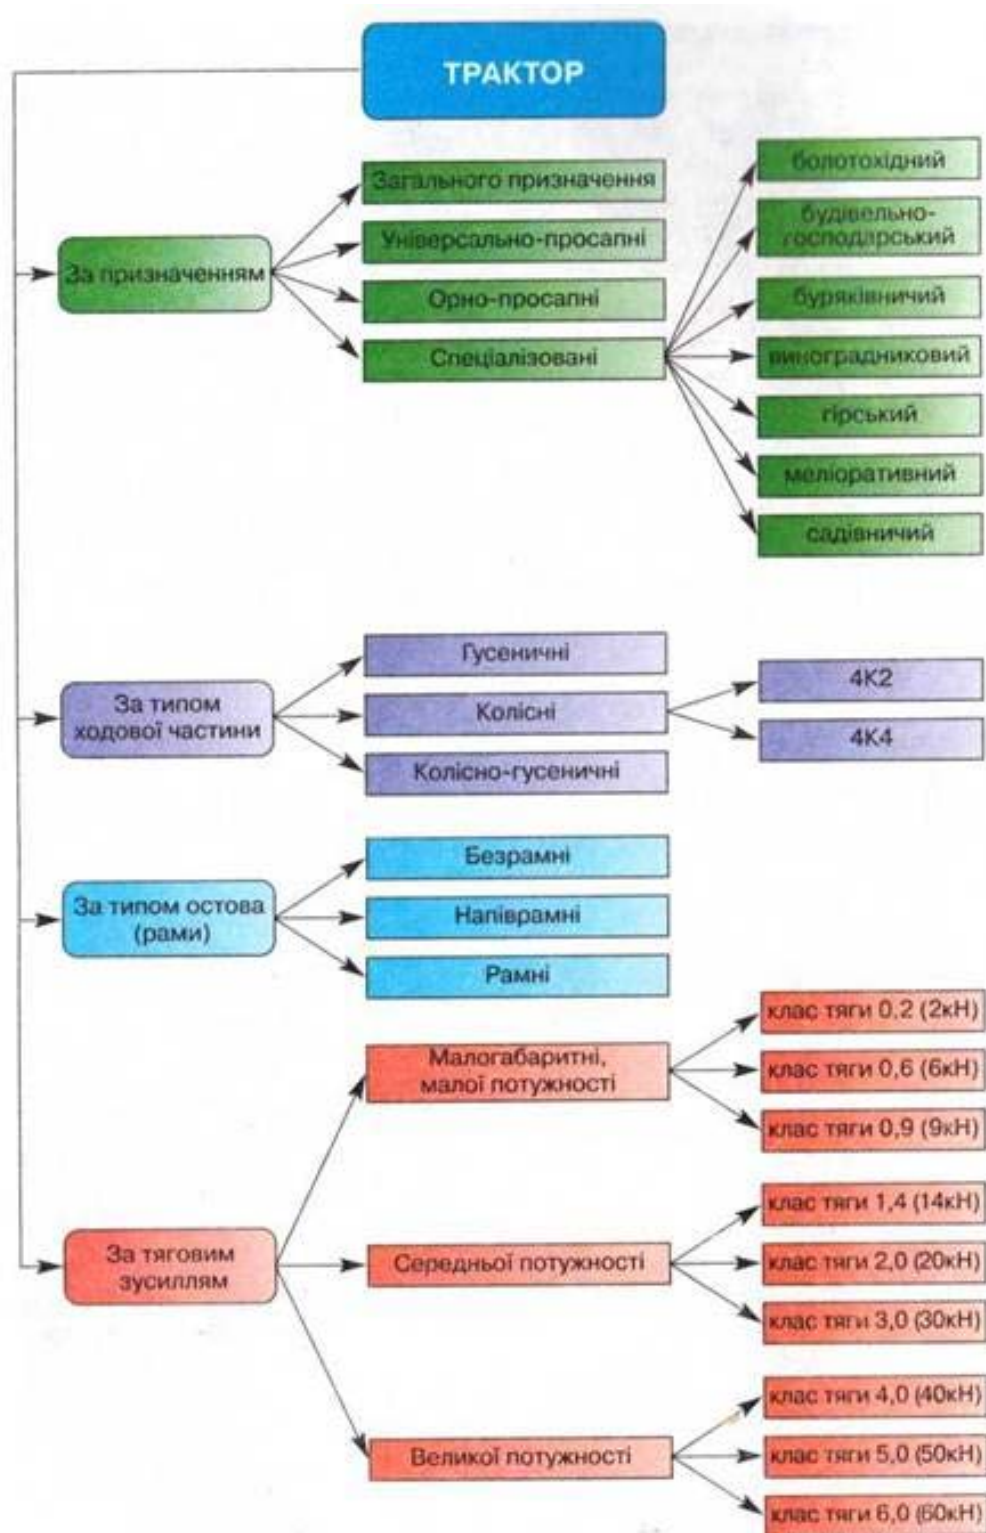 ТРАКТОР
За призначенням
Загального призначення
Універсально-просапні
Орно-просапні
Спеціалізовані
болотохідний
будівельно-
господарський
буряківничий
виноградниковий
гірський
меліоративний
садівничий
За типом
ходової частини
Гусеничні
Колісні
Колісно-гусеничні
4К2
4К4
За типом остова
(рами)
Безрамні
Напіврамні
Рамні
За тяговим
зусиллям
Малогабаритні,
малої потужності
клас тяги 0,2 (2кН)
клас тяги 0,6 (6кН)
клас тяги 0,9 (9кН)
Середньої потужності
клас тяги 1,4 (14кН)
клас тяги 2,0 (20кН)
клас тяги 3,0 (30кН)
Великої потужності
клас тяги 4,0 (40кН)
клас тяги 5,0 (50кН)
клас тяги 6,0 (60кН)